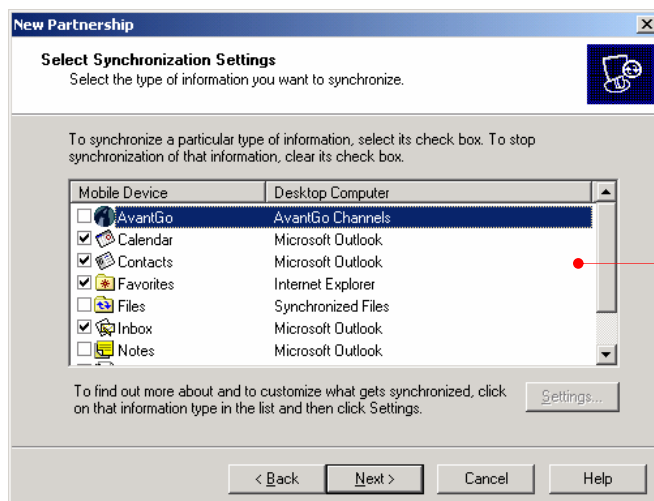 New Partnership
Select Synchronization Settings
Select the type of information you want to synchronize.
To synchronize a particular type of information, select its check box. To stop
synchronization of that information, clear its check box.
Mobile Device Desktop Computer
AvantGo AvantGo Channels
Calendar Microsoft Outlook
Contacts Microsoft Outlook
Favorites Internet Explorer
Files Synchronized Files
Inbox Microsoft Outlook
Notes Microsoft Outlook
To find out more about and to customize what gets synchronized, click
on that information type in the list and then click Settings.
Settings...
< Back Next > Cancel Help